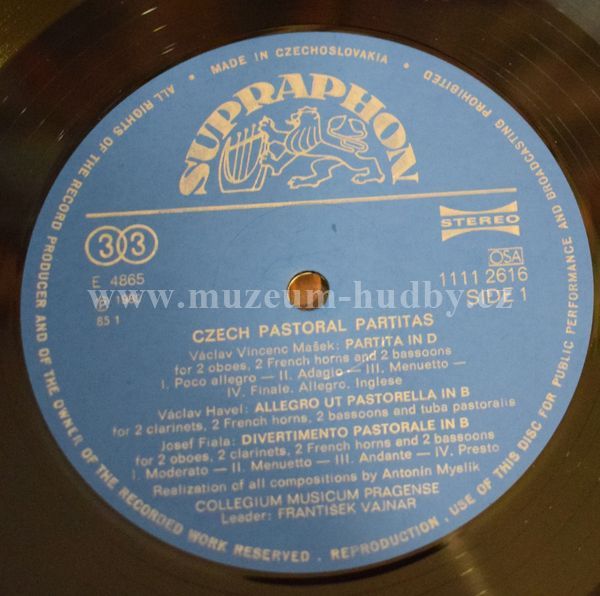 ALL RIGHTS OF THE RECORD PRODUCER AND OF THE OWNER OF THE RECORDED WORK RESERVED . REPRODUCTION, USE OF THIS DISC FOR PUBLIC PERFORMANCE AND BROADCASTING PROHIBITED
• MADE IN CZECHOSLOVAKIA •
SUPRAPHON
33
STEREO
E 4865
OSA
1111 2616
SIDE 1
85 1
www.muzeum-hudby.cz
CZECH PASTORAL PARTITAS
Václav Vincenc Mašek: PARTITA IN D
for 2 oboes, 2 French horns and 2 bassoons
I. Poco allegro — II. Adagio — III. Menuetto —
IV. Finale. Allegro. Inglese
Václav Havel: ALLEGRO UT PASTORELLA IN B
for 2 clarinets, 2 French horns, 2 bassoons and tuba pastoralis
Josef Fiala: DIVERTIMENTO PASTORALE IN B
for 2 oboes, 2 clarinets, 2 French horns and 2 bassoons
I. Moderato — II. Menuetto — III. Andante — IV. Presto
Realization of all compositions by Antonín Myslík
COLLEGIUM MUSICUM PRAGENSE
Leader: FRANTIŠEK VAJNAR